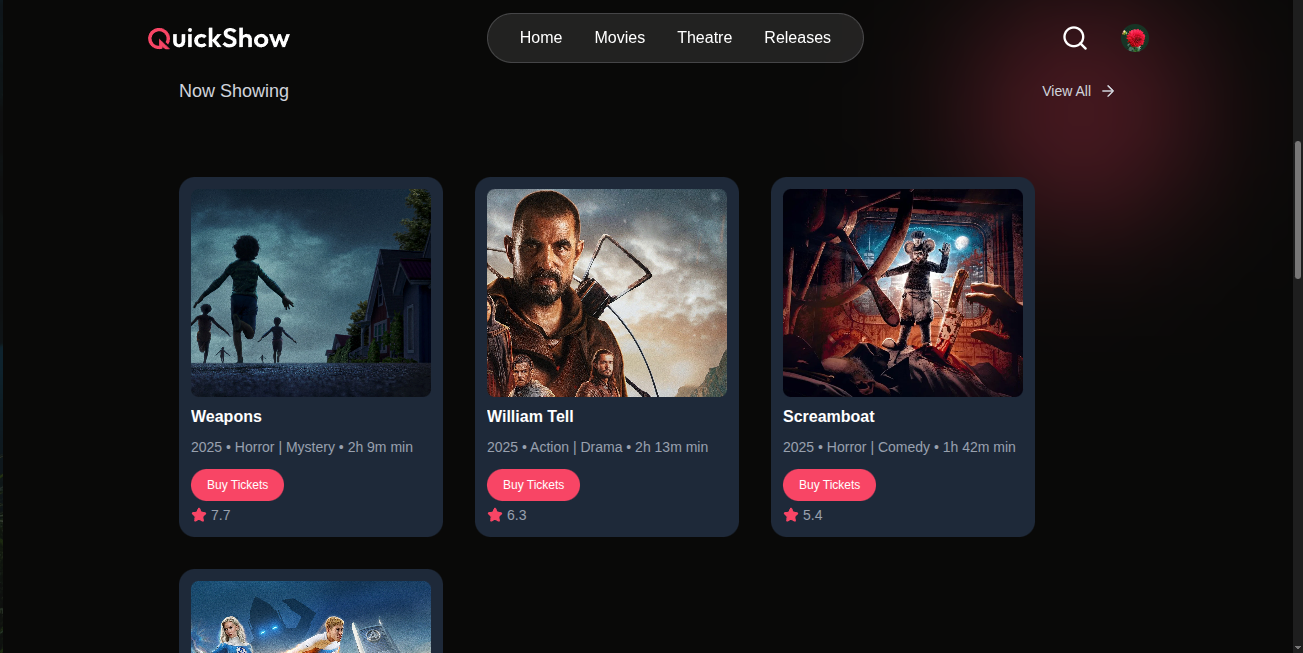 QuickShow
Home Movies Theatre Releases
Now Showing
View All
Weapons
2025 • Horror | Mystery • 2h 9m min
Buy Tickets
7.7
William Tell
2025 • Action | Drama • 2h 13m min
Buy Tickets
6.3
Screamboat
2025 • Horror | Comedy • 1h 42m min
Buy Tickets
5.4